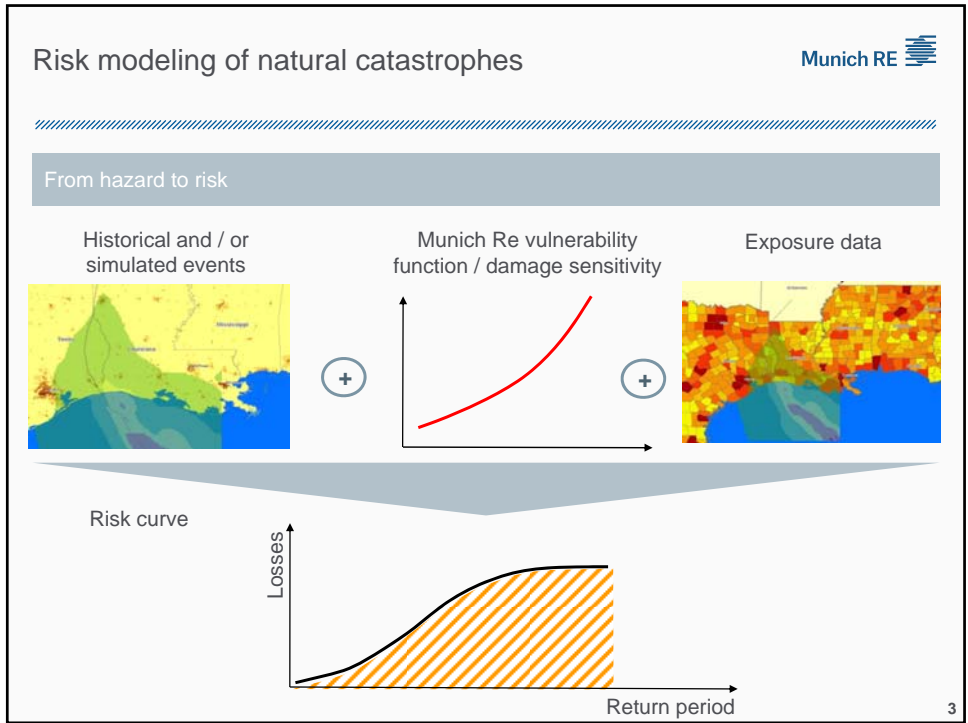 Risk modeling of natural catastrophes
Munich RE
From hazard to risk
Historical and / or
simulated events
+
Munich Re vulnerability
function / damage sensitivity
+
Exposure data
Mississippi
Risk curve
Losses
Return period
3